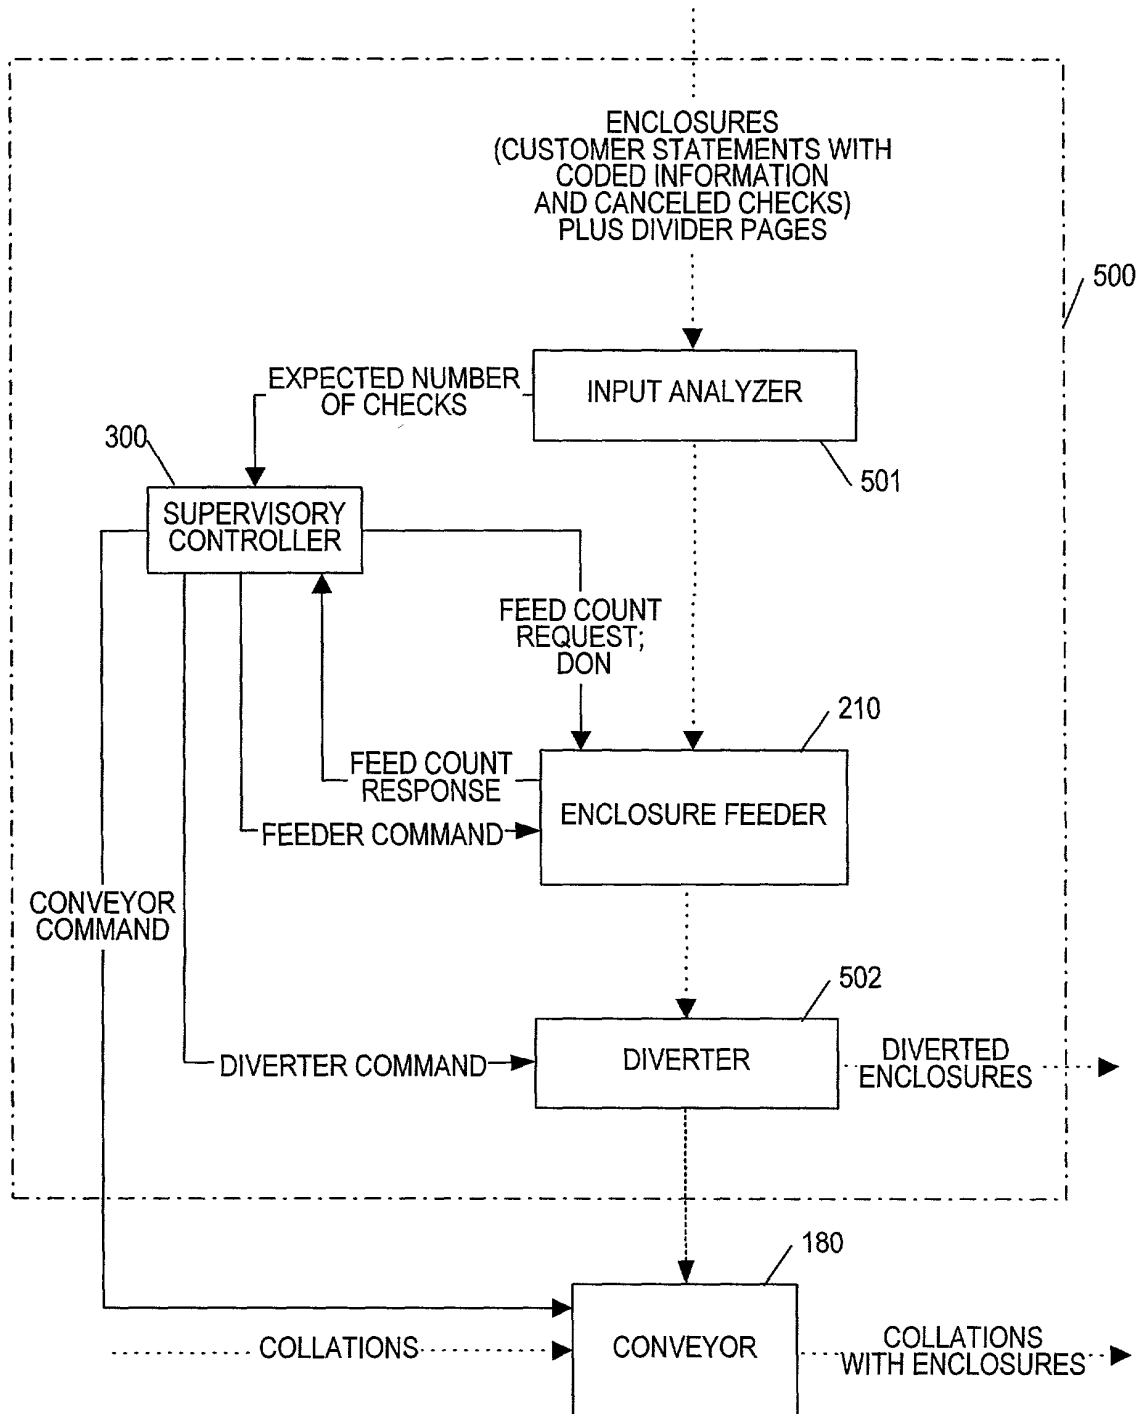 ENCLOSURES
(CUSTOMER STATEMENTS WITH
CODED INFORMATION
AND CANCELED CHECKS)
PLUS DIVIDER PAGES
500
EXPECTED NUMBER
OF CHECKS
INPUT ANALYZER
501
300
SUPERVISORY
CONTROLLER
FEED COUNT
REQUEST;
DON
210
FEED COUNT
RESPONSE
ENCLOSURE FEEDER
FEEDER COMMAND
CONVEYOR
COMMAND
502
DIVERTER COMMAND
DIVERTER
DIVERTED
ENCLOSURES
180
COLLATIONS
CONVEYOR
COLLATIONS
WITH ENCLOSURES